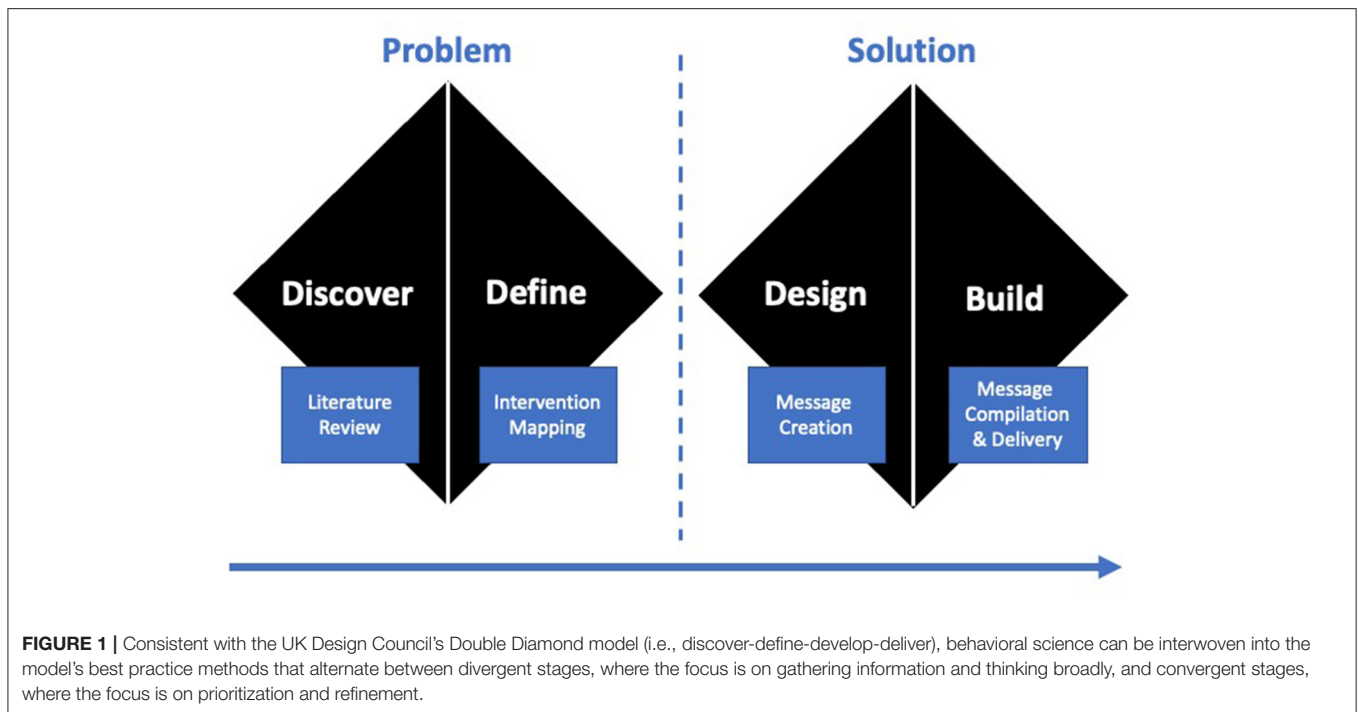 Problem
Solution
Discover
Define
Design
Build
Literature
Review
Intervention
Mapping
Message
Creation
Message
Compilation
& Delivery
FIGURE 1 | Consistent with the UK Design Council's Double Diamond model (i.e., discover-define-develop-deliver), behavioral science can be interwoven into the
model's best practice methods that alternate between divergent stages, where the focus is on gathering information and thinking broadly, and convergent stages,
where the focus is on prioritization and refinement.